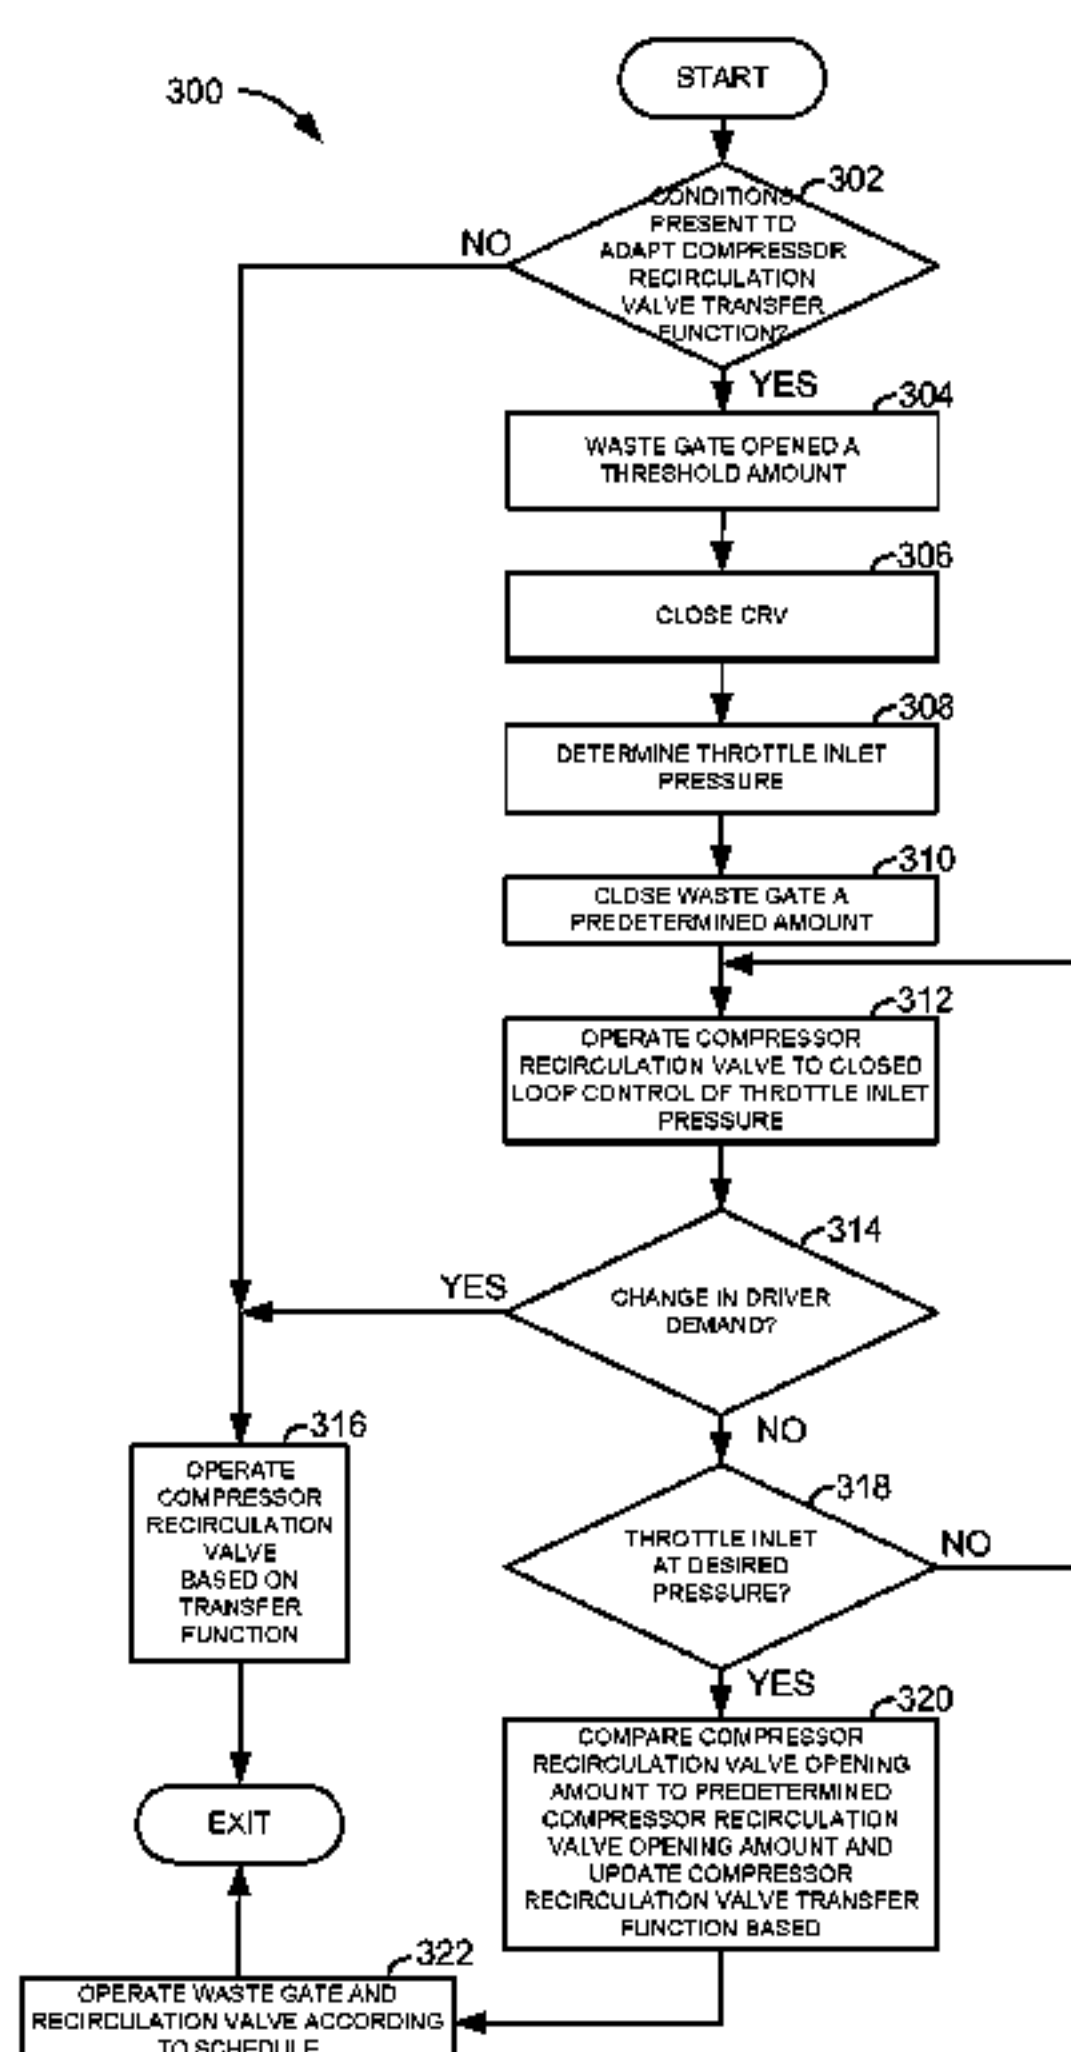 300
START
302
CONDITIONS
PRESENT TO
ADAPT COMPRESSOR
RECIRCULATION
VALVE TRANSFER
FUNCTION?
NO
YES
304
WASTE GATE OPENED A
THRESHOLD AMOUNT
306
CLOSE CRV
308
DETERMINE THROTTLE INLET
PRESSURE
310
CLOSE WASTE GATE A
PREDETERMINED AMOUNT
312
OPERATE COMPRESSOR
RECIRCULATION VALVE TO CLOSED
LOOP CONTROL OF THROTTLE INLET
PRESSURE
314
CHANGE IN DRIVER
DEMAND?
YES
NO
316
OPERATE
COMPRESSOR
RECIRCULATION
VALVE
BASED ON
TRANSFER
FUNCTION
318
THROTTLE INLET
AT DESIRED
PRESSURE?
NO
YES
320
COMPARE COMPRESSOR
RECIRCULATION VALVE OPENING
AMOUNT TO PREDETERMINED
COMPRESSOR RECIRCULATION
VALVE OPENING AMOUNT AND
UPDATE COMPRESSOR
RECIRCULATION VALVE TRANSFER
FUNCTION BASED
EXIT
322
OPERATE WASTE GATE AND
RECIRCULATION VALVE ACCORDING
TO SCHEDULE